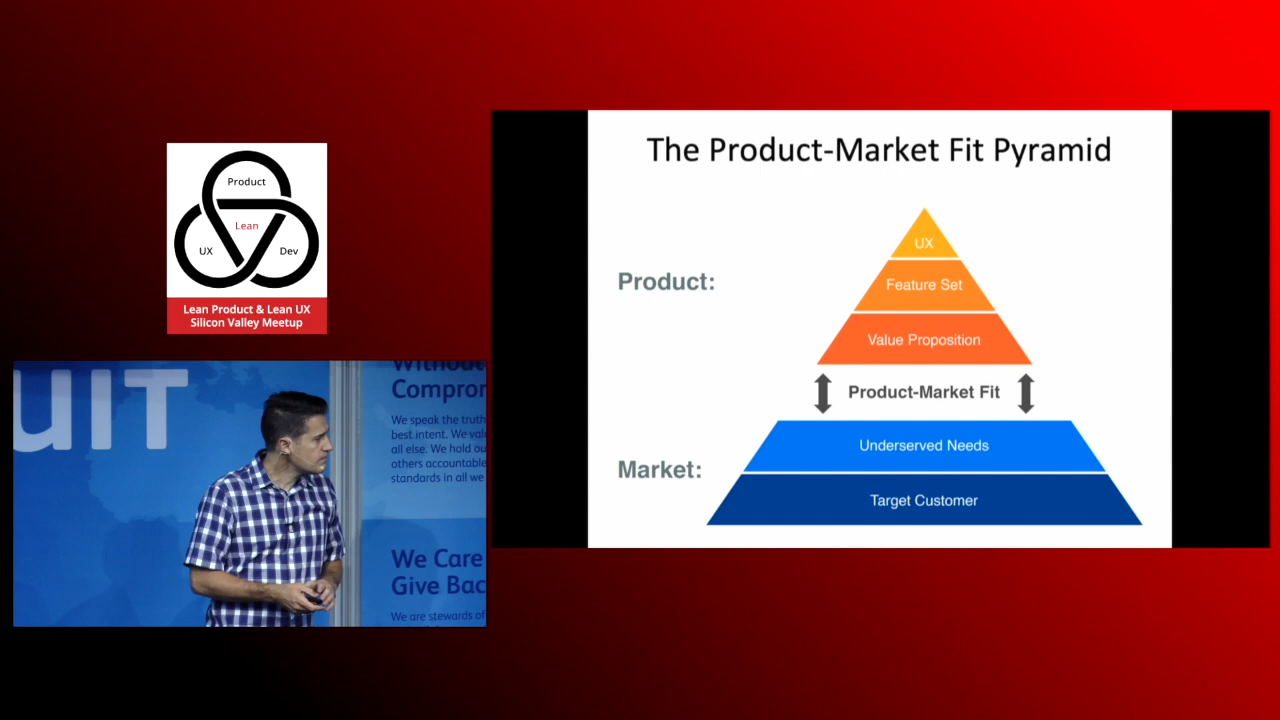 Product
Lean
UX
Dev
Lean Product & Lean UX
Silicon Valley Meetup
The Product-Market Fit Pyramid
Product:
UX
Feature Set
Value Proposition
Product-Market Fit
Market:
Underserved Needs
Target Customer
UIT
Without
Compror
We speak the truth
best intent. We val
all else. We hold ou
others accountable
standards in all we
We Care
Give Bac
We are stewards of